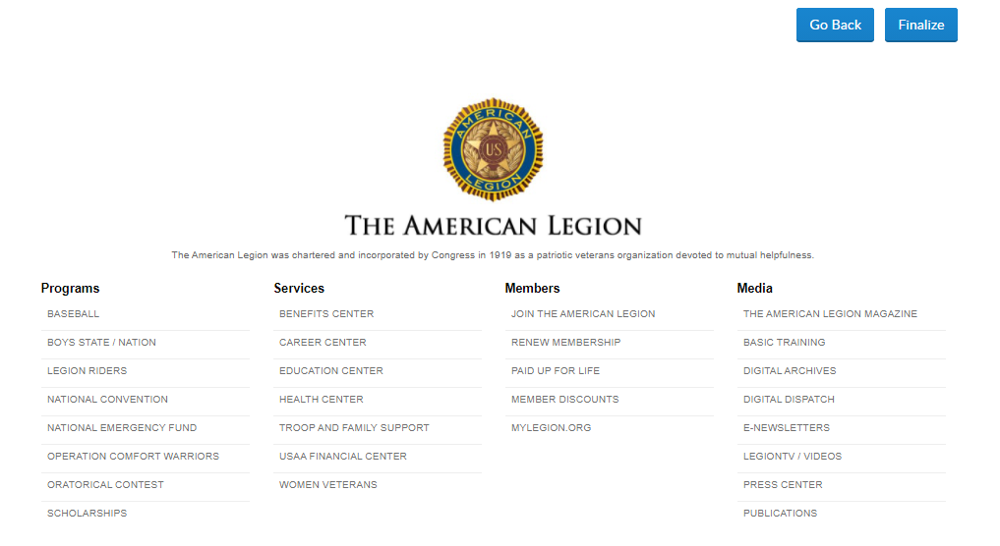 Go Back
Finalize
AMERICAN
US
LEGION
THE AMERICAN LEGION
The American Legion was chartered and incorporated by Congress in 1919 as a patriotic veterans organization devoted to mutual helpfulness.
Programs
BASEBALL
BOYS STATE / NATION
LEGION RIDERS
NATIONAL CONVENTION
NATIONAL EMERGENCY FUND
OPERATION COMFORT WARRIORS
ORATORICAL CONTEST
SCHOLARSHIPS
Services
BENEFITS CENTER
CAREER CENTER
EDUCATION CENTER
HEALTH CENTER
TROOP AND FAMILY SUPPORT
USAA FINANCIAL CENTER
WOMEN VETERANS
Members
JOIN THE AMERICAN LEGION
RENEW MEMBERSHIP
PAID UP FOR LIFE
MEMBER DISCOUNTS
MYLEGION.ORG
Media
THE AMERICAN LEGION MAGAZINE
BASIC TRAINING
DIGITAL ARCHIVES
DIGITAL DISPATCH
E-NEWSLETTERS
LEGIONTV / VIDEOS
PRESS CENTER
PUBLICATIONS